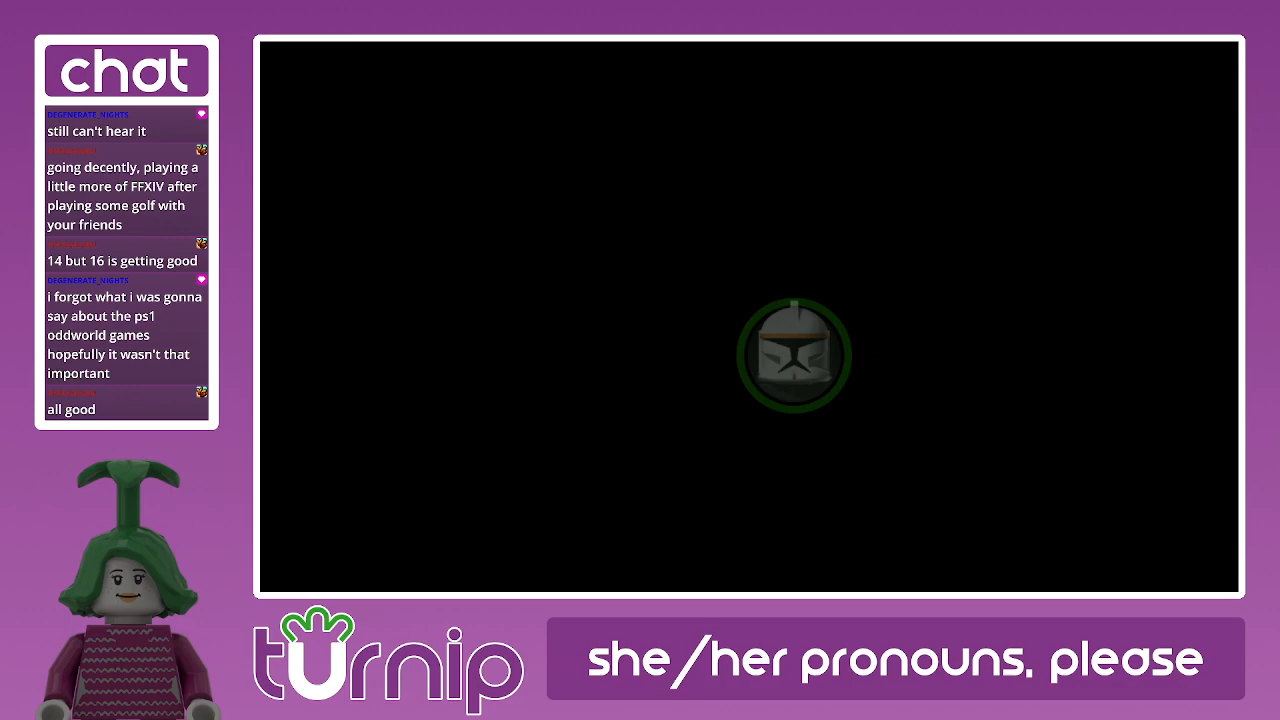 chat
DEGENERATE_NIGHTS
still can't hear it
going decently, playing a
little more of FFXIV after
playing some golf with
your friends
14 but 16 is getting good
DEGENERATE_NIGHTS
i forgot what i was gonna
say about the ps1
oddworld games
hopefully it wasn't that
important
all good
turnip
she/her pronouns, please